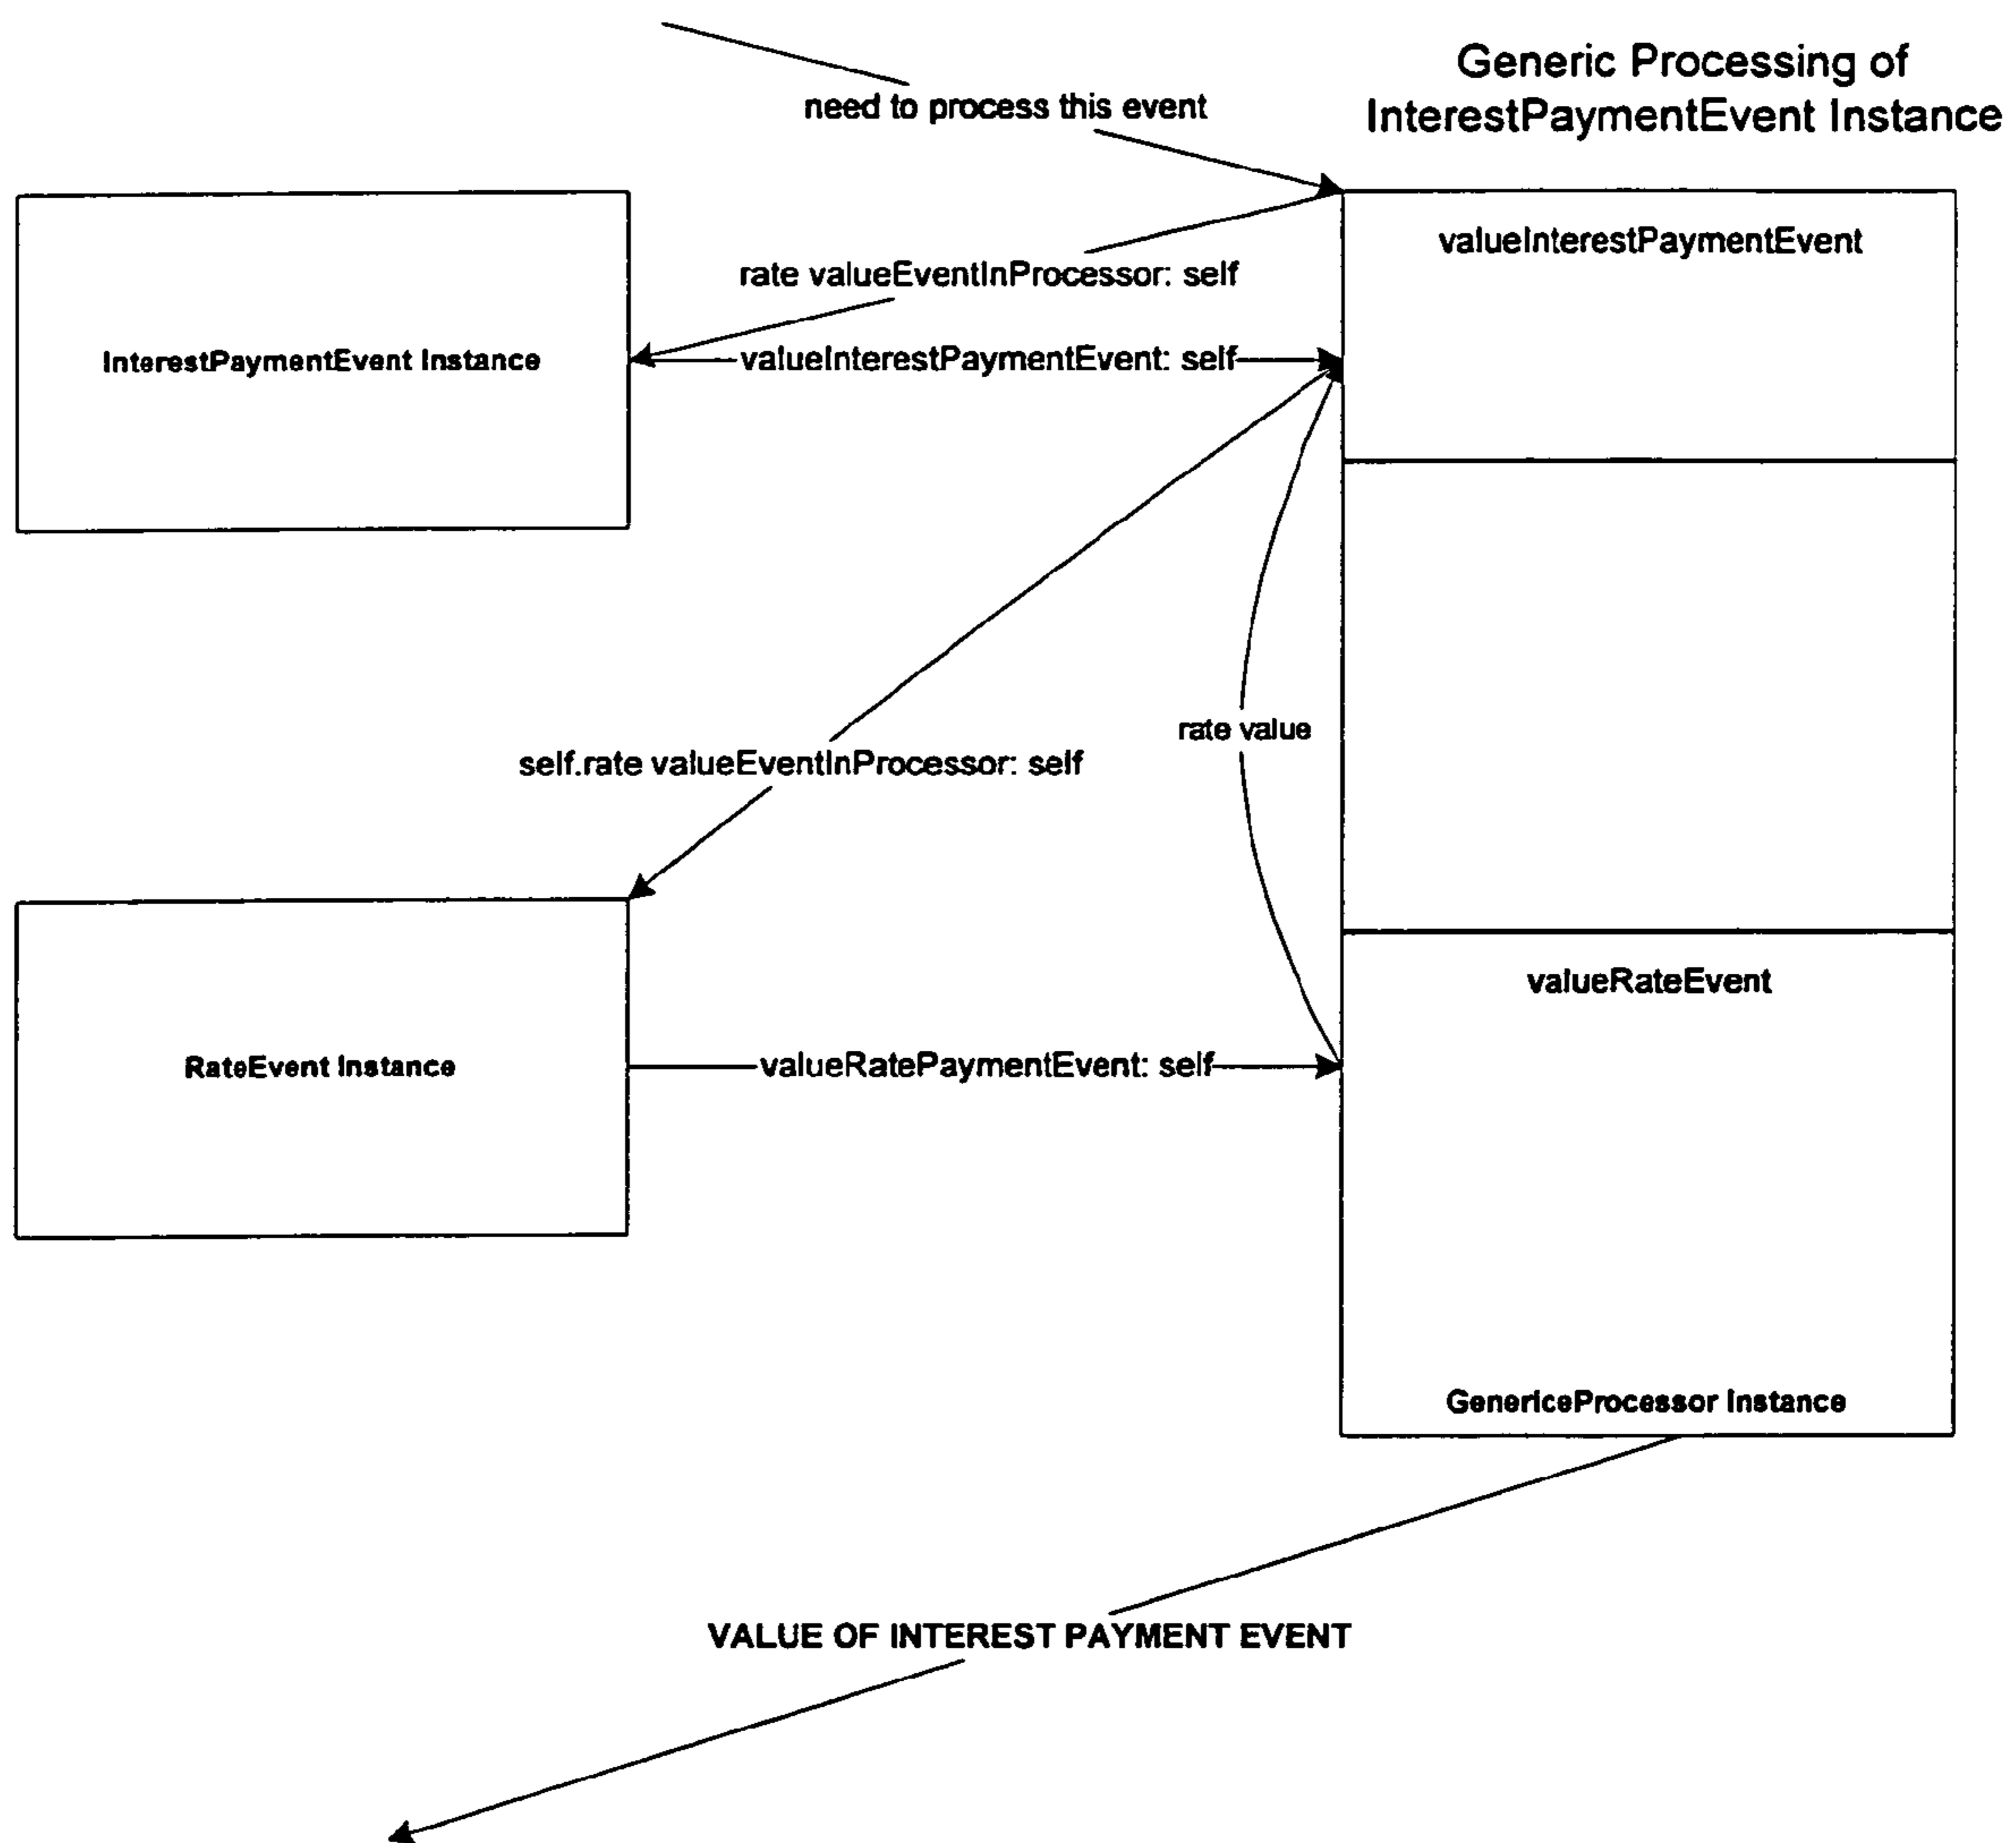 Generic Processing of
InterestPaymentEvent Instance
need to process this event
valueInterestPaymentEvent
rate valueEventInProcessor: self
InterestPaymentEvent Instance
valueInterestPaymentEvent: self
rate value
self.rate valueEventInProcessor: self
valueRateEvent
RateEvent Instance
valueRatePaymentEvent: self
GenericeProcessor Instance
VALUE OF INTEREST PAYMENT EVENT